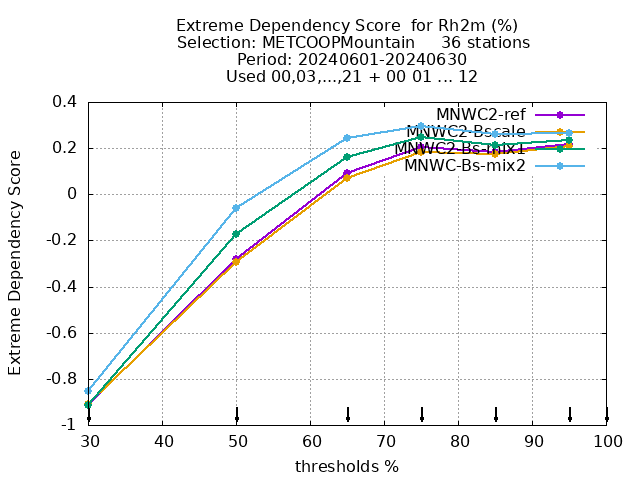 Extreme Dependency Score  for Rh2m (%)
Selection: METCOOPMountain     36 stations
Period: 20240601-20240630
Used 00,03,...,21 + 00 01 ... 12
MNWC2-ref
MNWC2-Bscale
MNWC2-Bs-mix1
MNWC-Bs-mix2
Extreme Dependency Score
0.4
0.2
0
-0.2
-0.4
-0.6
-0.8
-1
30 40 50 60 70 80 90 100
thresholds %